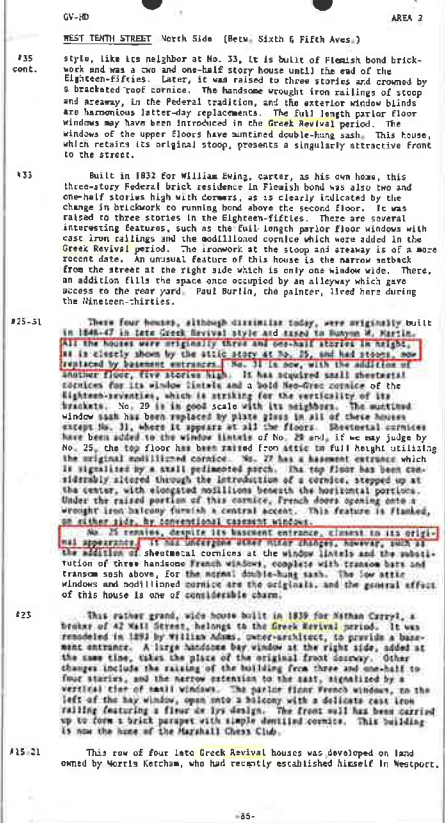 GV-HD AREA 2
WEST TENTH STREET North Side (Betw. Sixth & Fifth Aves.)
#35 style, like its neighbor at No. 33, it is built of Flemish bond brick-
cont. work and was a two and one-half story house until the end of the
Eighteen-fifties. Later, it was raised to three stories and crowned by
a bracketed roof cornice. The handsome wrought iron railings of stoop
and areaway, in the Federal tradition, and the exterior window blinds
are harmonious latter-day replacements. The full length parlor floor
windows may have been introduced in the Greek Revival period. The
windows of the upper floors have muntined double-hung sash. This house,
which retains its original stoop, presents a singularly attractive front
to the street.
#33 Built in 1832 for William Ewing, carter, as his own home, this
three-story Federal brick residence in Flemish bond was also two and
one-half stories high with dormers, as is clearly indicated by the
change in brickwork to running bond above the second floor. It was
raised to three stories in the Eighteen-fifties. There are several
interesting features, such as the full length parlor floor windows with
cast iron railings and the modillioned cornice which were added in the
Greek Revival period. The ironwork at the stoop and areaway is of a more
recent date. An unusual feature of this house is the narrow setback
from the street at the right side which is only one window wide. There,
an addition fills the space once occupied by an alleyway which gave
access to the rear yard. Paul Burlin, the painter, lived here during
the Nineteen-thirties.
#25-31 These four houses, although dissimilar today, were originally built
in 1846-47 in late Greek Revival style and taxed to Runyon W. Martin.
All the houses were originally three and one-half stories in height,
as is clearly shown by the attic story at No. 25, and had stoops, now
replaced by basement entrances. No. 31 is now, with the addition of
another floor, five stories high. It has acquired small sheetmetal
cornices for its window lintels and a bold Neo-Grec cornice of the
Eighteen-seventies, which is striking for the verticality of its
brackets. No. 29 is in good scale with its neighbors. The muntined
window sash has been replaced by plate glass in all of these houses
except No. 31, where it appears at all the floors. Sheetmetal cornices
have been added to the window lintels of No. 29 and, if we may judge by
No. 25, the top floor has been raised from attic to full height utilizing
the original modillioned cornice. No. 27 has a basement entrance which
is signalized by a small pedimented porch. The top floor has been con-
siderably altered through the introduction of a cornice, stepped up at
the center, with elongated modillions beneath the horizontal portions.
Under the raised portion of this cornice, French doors opening onto a
wrought iron balcony furnish a central accent. This feature is flanked,
on either side, by conventional casement windows.
No. 25 remains, despite its basement entrance, closest to its origi-
nal appearance. It has undergone other minor changes, however, such as
the addition of sheetmetal cornices at the window lintels and the substi-
tution of three handsome French windows, complete with transom bars and
transom sash above, for the normal double-hung sash. The low attic
windows and modillioned cornice are the originals, and the general effect
of this house is one of considerable charm.
#23 This rather grand, wide house built in 1839 for Nathan Carryl, a
broker of 42 Wall Street, belongs to the Greek Revival period. It was
remodeled in 1893 by William Adams, owner-architect, to provide a base-
ment entrance. A large handsome bay window at the right side, added at
the same time, takes the place of the original front doorway. Other
changes include the raising of the building from three and one-half to
four stories, and the narrow extension to the east, signalized by a
vertical tier of small windows. The parlor floor French windows, to the
left of the bay window, open onto a balcony with a delicate cast iron
railing featuring a fleur de lys design. The front wall has been carried
up to form a brick parapet with simple dentiled cornice. This building
is now the home of the Marshall Chess Club.
#15-21 This row of four late Greek Revival houses was developed on land
owned by Morris Ketcham, who had recently established himself in Westport.
-85-